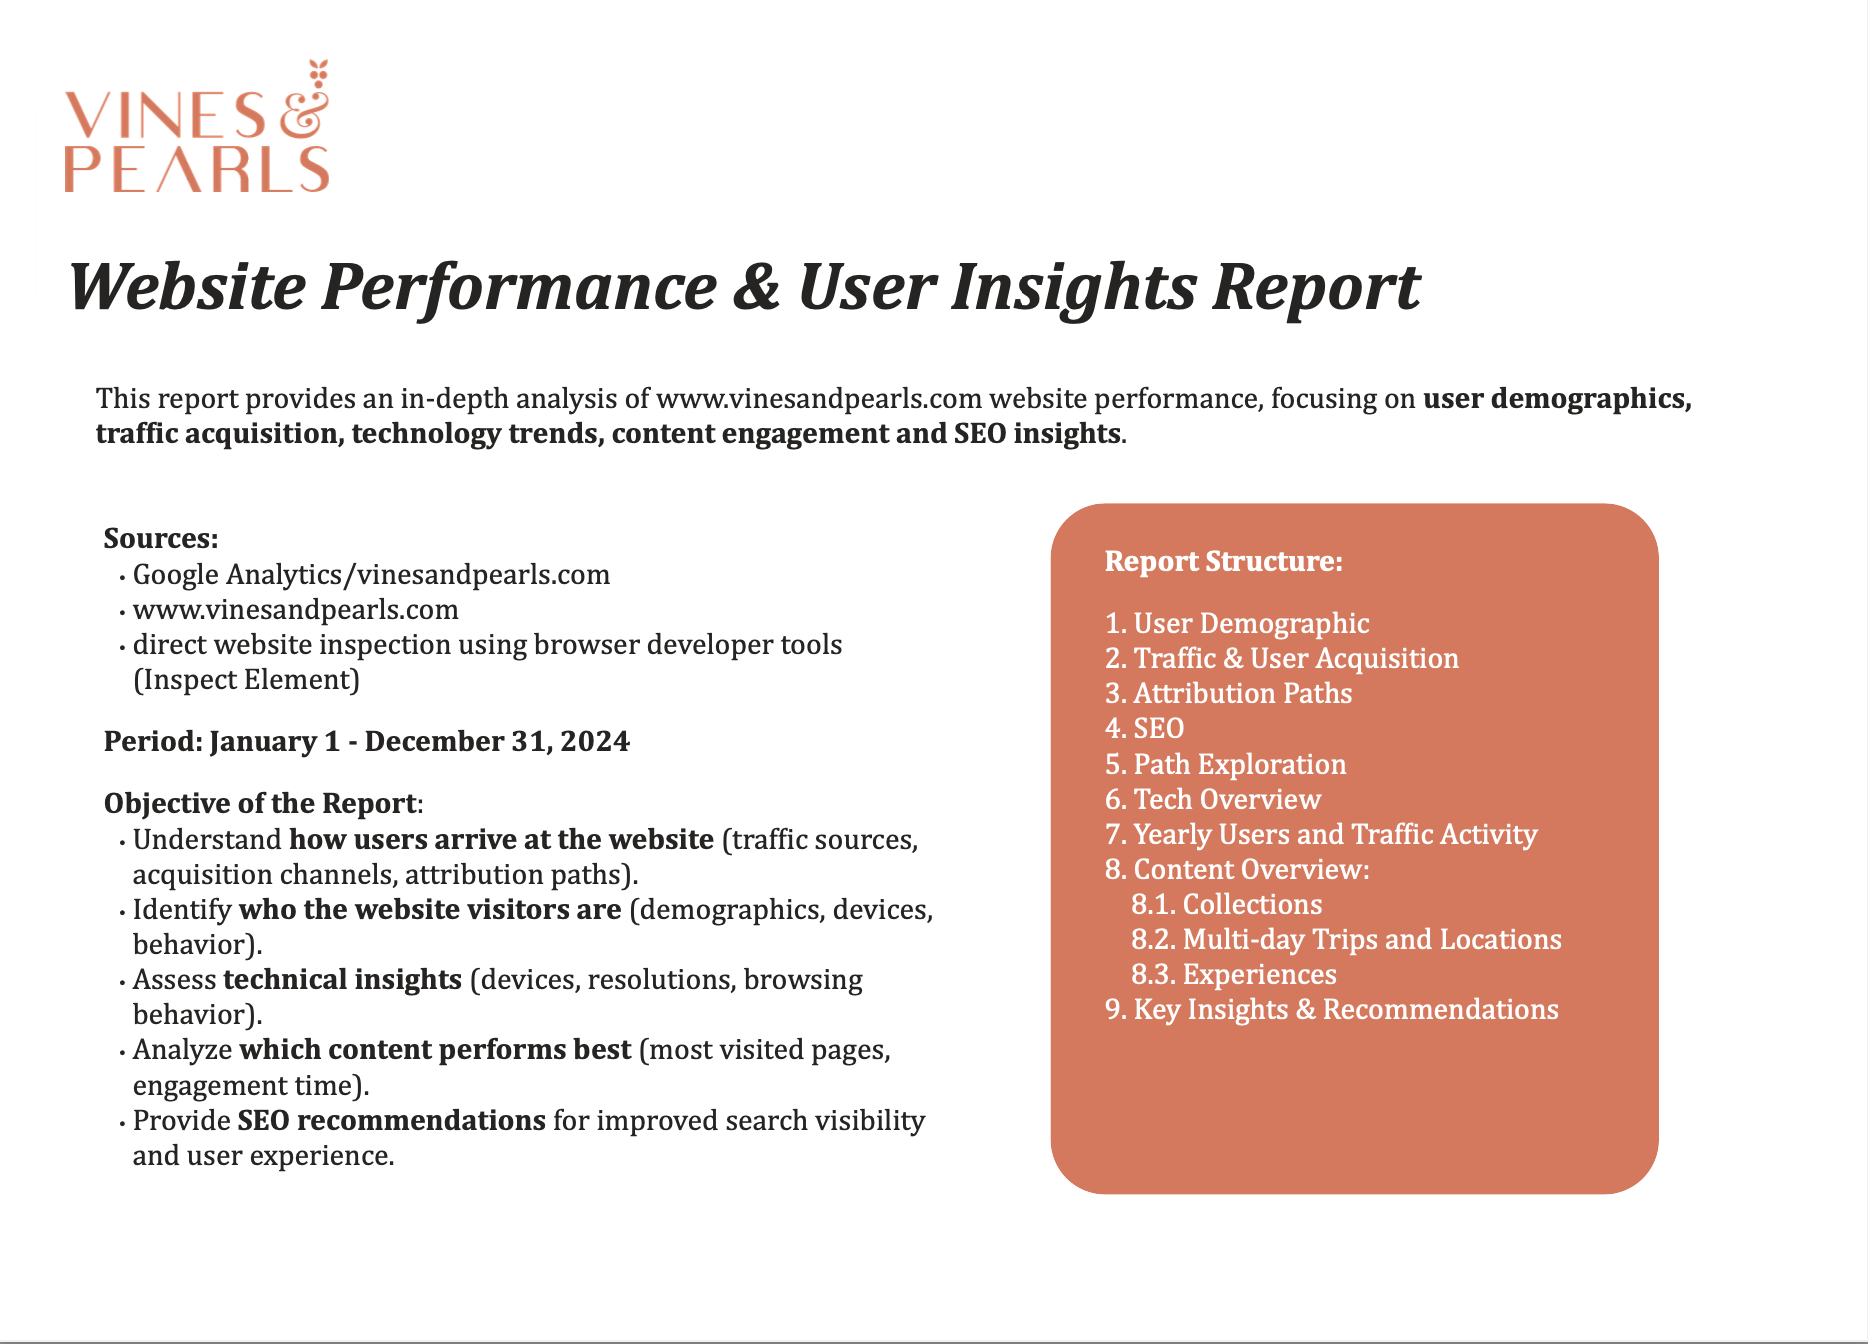 VINES &
PEARLS
Website Performance & User Insights Report
This report provides an in-depth analysis of www.vinesandpearls.com website performance, focusing on user demographics,
traffic acquisition, technology trends, content engagement and SEO insights.
Sources:
• Google Analytics/vinesandpearls.com
• www.vinesandpearls.com
• direct website inspection using browser developer tools
(Inspect Element)
Period: January 1 - December 31, 2024
Objective of the Report:
• Understand how users arrive at the website (traffic sources,
acquisition channels, attribution paths).
• Identify who the website visitors are (demographics, devices,
behavior).
• Assess technical insights (devices, resolutions, browsing
behavior).
• Analyze which content performs best (most visited pages,
engagement time).
• Provide SEO recommendations for improved search visibility
and user experience.
Report Structure:
1. User Demographic
2. Traffic & User Acquisition
3. Attribution Paths
4. SEO
5. Path Exploration
6. Tech Overview
7. Yearly Users and Traffic Activity
8. Content Overview:
8.1. Collections
8.2. Multi-day Trips and Locations
8.3. Experiences
9. Key Insights & Recommendations